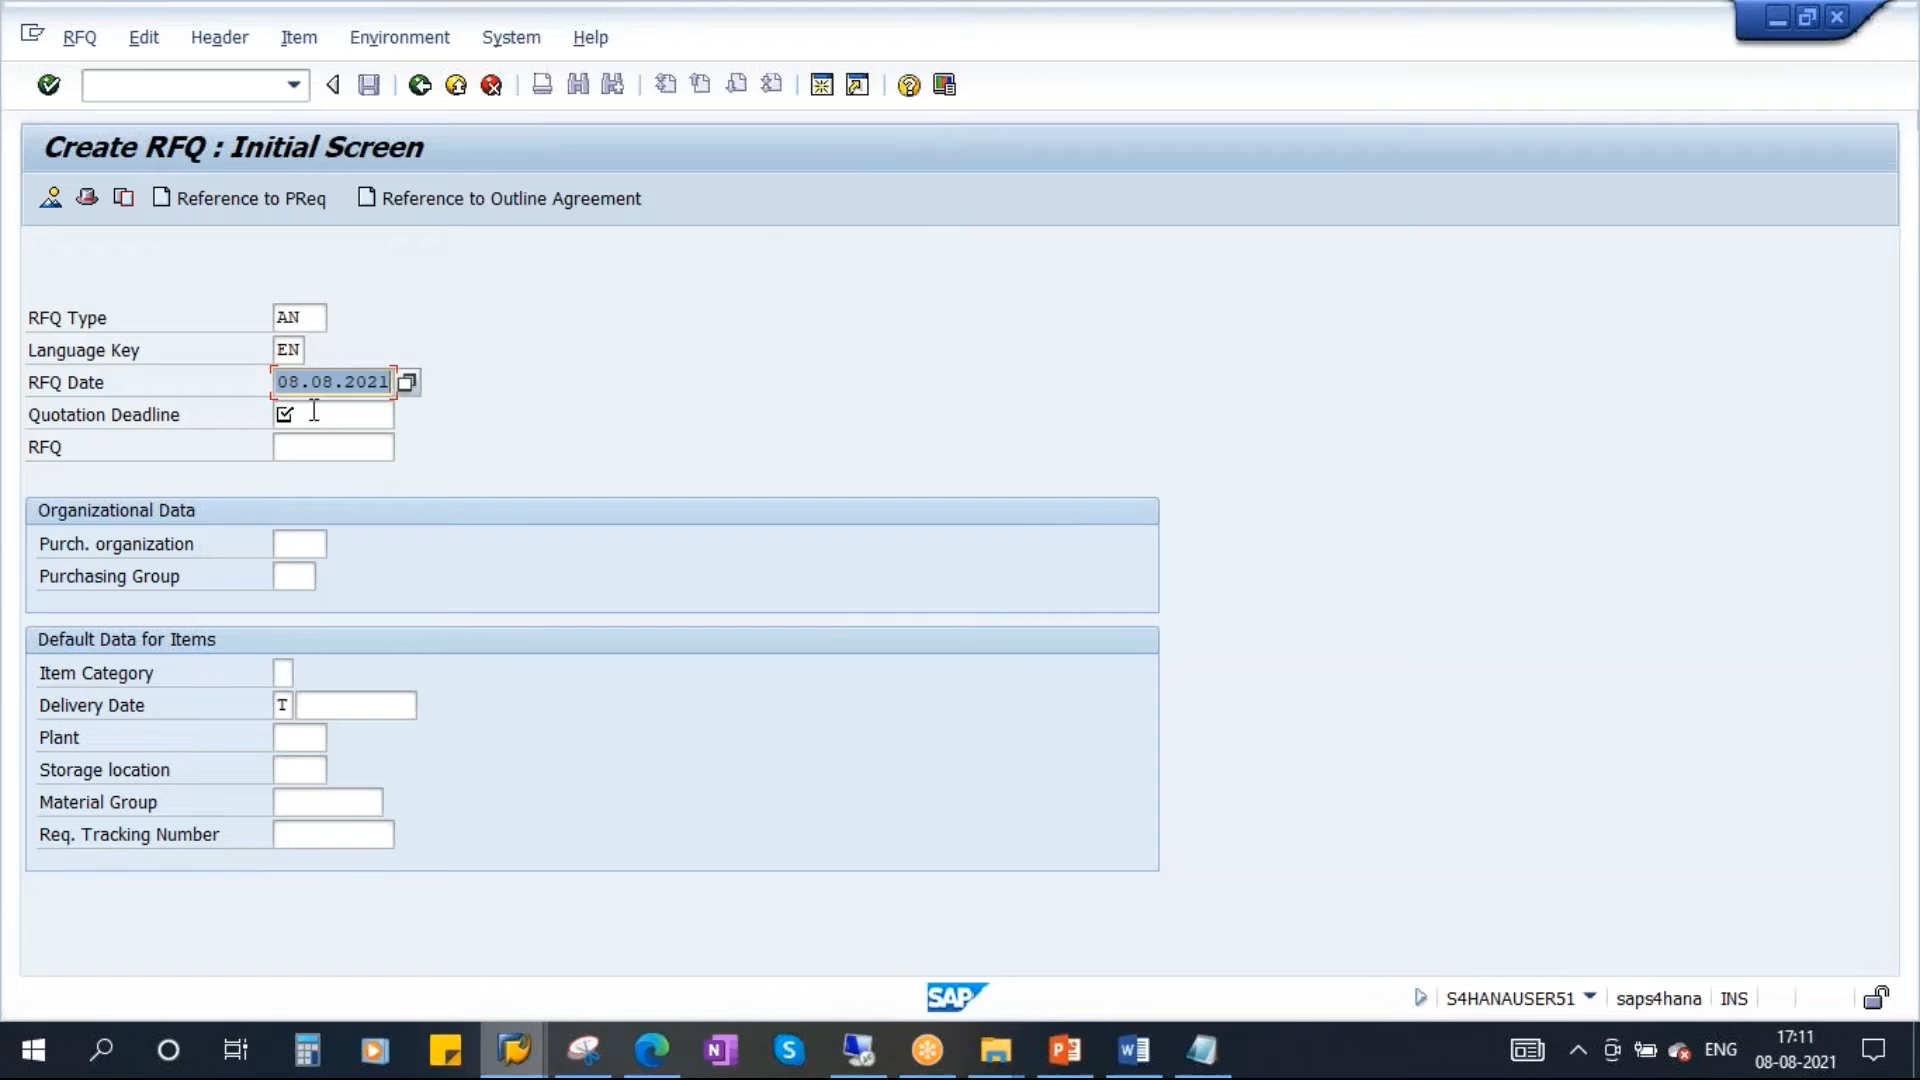 RFQ Edit Header Item Environment System Help
Create RFQ : Initial Screen
Reference to PReq Reference to Outline Agreement
RFQ Type AN
Language Key EN
RFQ Date 08.08.2021
Quotation Deadline
RFQ
Organizational Data
Purch. organization
Purchasing Group
Default Data for Items
Item Category
Delivery Date T
Plant
Storage location
Material Group
Req. Tracking Number
SAP
S4HANAUSER51 saps4hana INS
ENG 17:11
08-08-2021